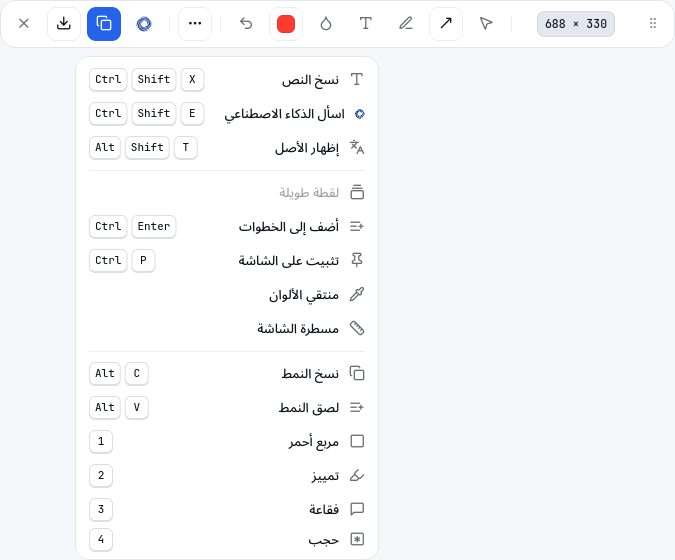 688 × 330
نسخ النص Ctrl Shift X
اسأل الذكاء الاصطناعي Ctrl Shift E
إظهار الأصل Alt Shift T
لقطة طويلة
أضف إلى الخطوات Ctrl Enter
تثبيت على الشاشة Ctrl P
منتقي الألوان
مسطرة الشاشة
نسخ النمط Alt C
لصق النمط Alt V
مربع أحمر 1
تمييز 2
فقاعة 3
حجب 4